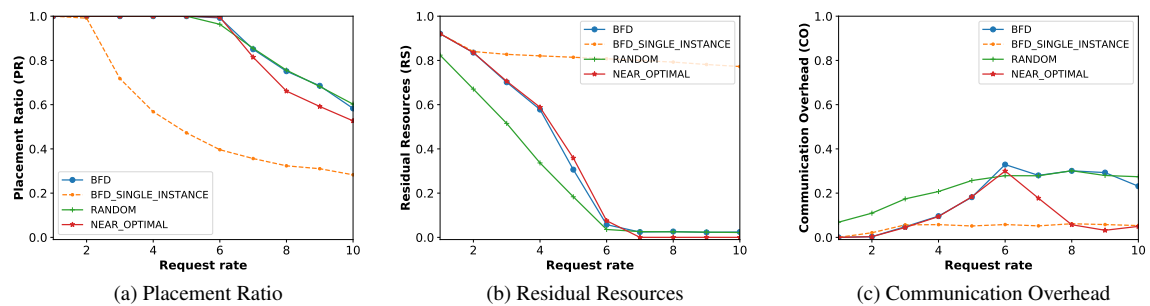 Placement Ratio (PR)
1.0
0.8
0.6
0.4
0.2
0.0
BFD
BFD_SINGLE_INSTANCE
RANDOM
NEAR_OPTIMAL
2 4 6 8 10
Request rate
(a) Placement Ratio
Residual Resources (RS)
1.0
0.8
0.6
0.4
0.2
0.0
BFD
BFD_SINGLE_INSTANCE
RANDOM
NEAR_OPTIMAL
2 4 6 8 10
Request rate
(b) Residual Resources
Communication Overhead (CO)
1.0
0.8
0.6
0.4
0.2
0.0
BFD
BFD_SINGLE_INSTANCE
RANDOM
NEAR_OPTIMAL
2 4 6 8 10
Request rate
(c) Communication Overhead